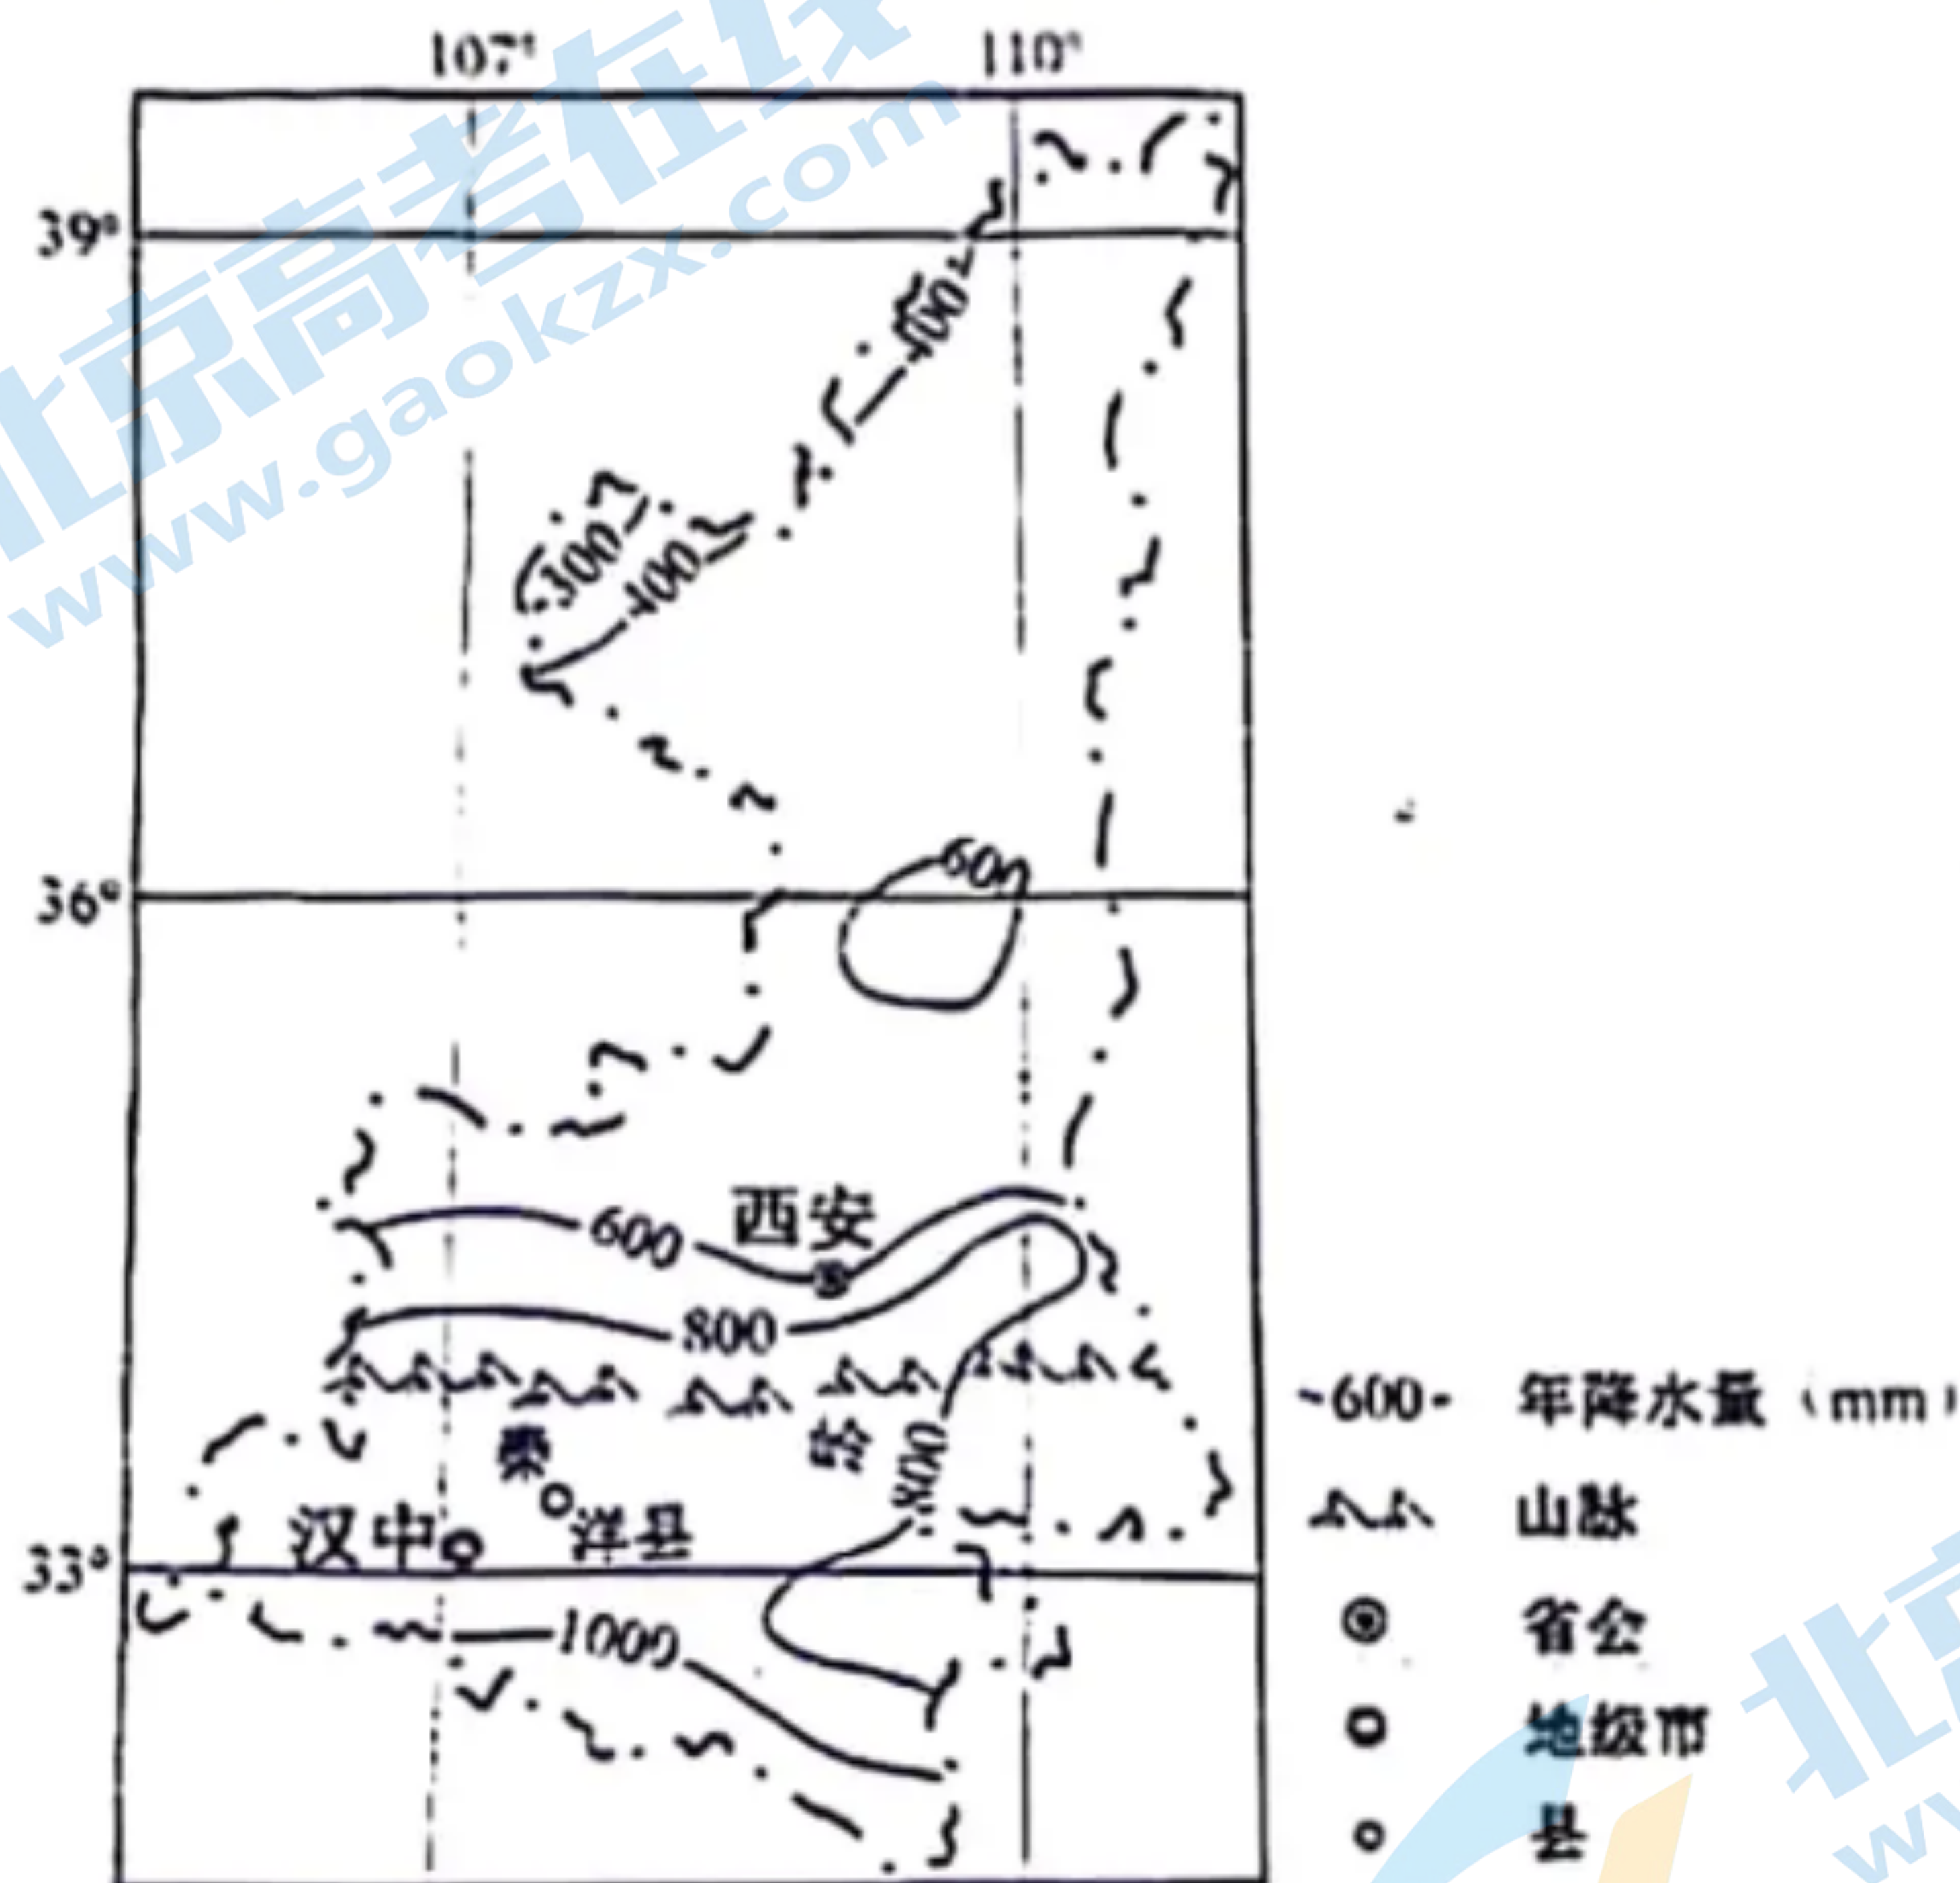 107° 110°
39°
400
300
400
36°
600
西安
600
800
-600- 年降水量（mm）
秦 岭
800
山脉
汉中 洋县
33°
1000
省会
地级市
县
北京高考在线
www.gaokzx.com
北京